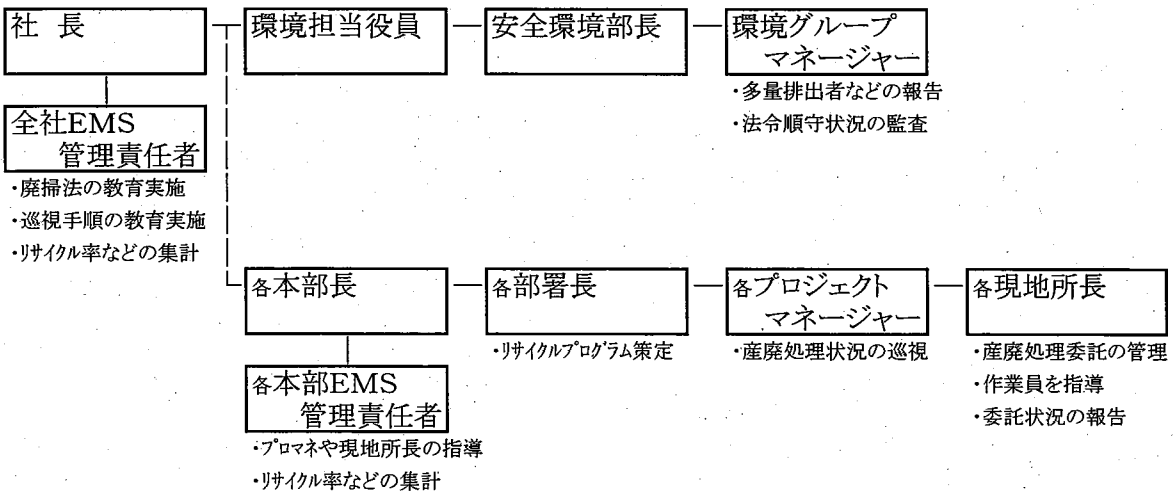 社 長
環境担当役員
安全環境部長
環境グループ
マネージャー
・多量排出者などの報告
・法令順守状況の監査
全社EMS
管理責任者
・廃掃法の教育実施
・巡視手順の教育実施
・リサイクル率などの集計
各本部長
各部署長
・リサイクルプログラム策定
各プロジェクト
マネージャー
・産廃処理状況の巡視
各現地所長
・産廃処理委託の管理
・作業員を指導
・委託状況の報告
各本部EMS
管理責任者
・プロマネや現地所長の指導
・リサイクル率などの集計